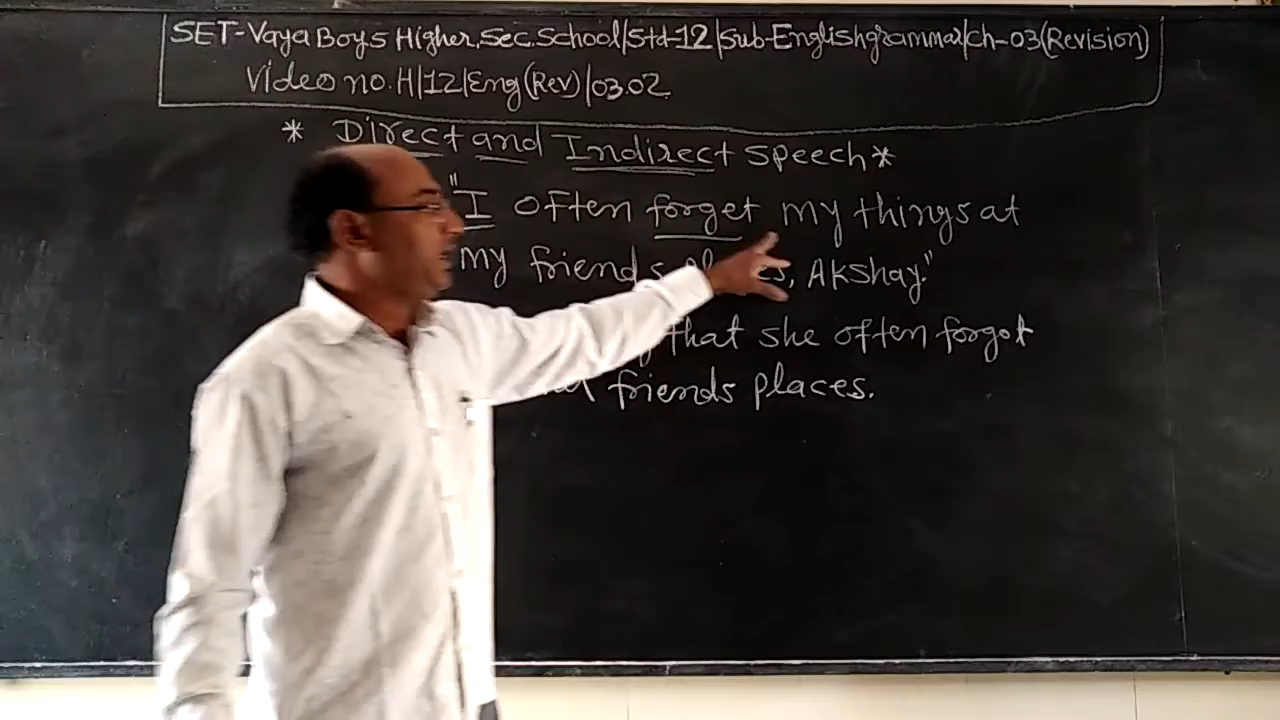 SET-Vaya Boys Higher.Sec.School/Std-12/Sub-Englishgrammar/Ch-03(Revision)
Video no.H/12/Eng(Rev)/03.02
* Direct and Indirect Speech *
"I often forget my things at
my friends places, Akshay."
that she often forgot
friends places.